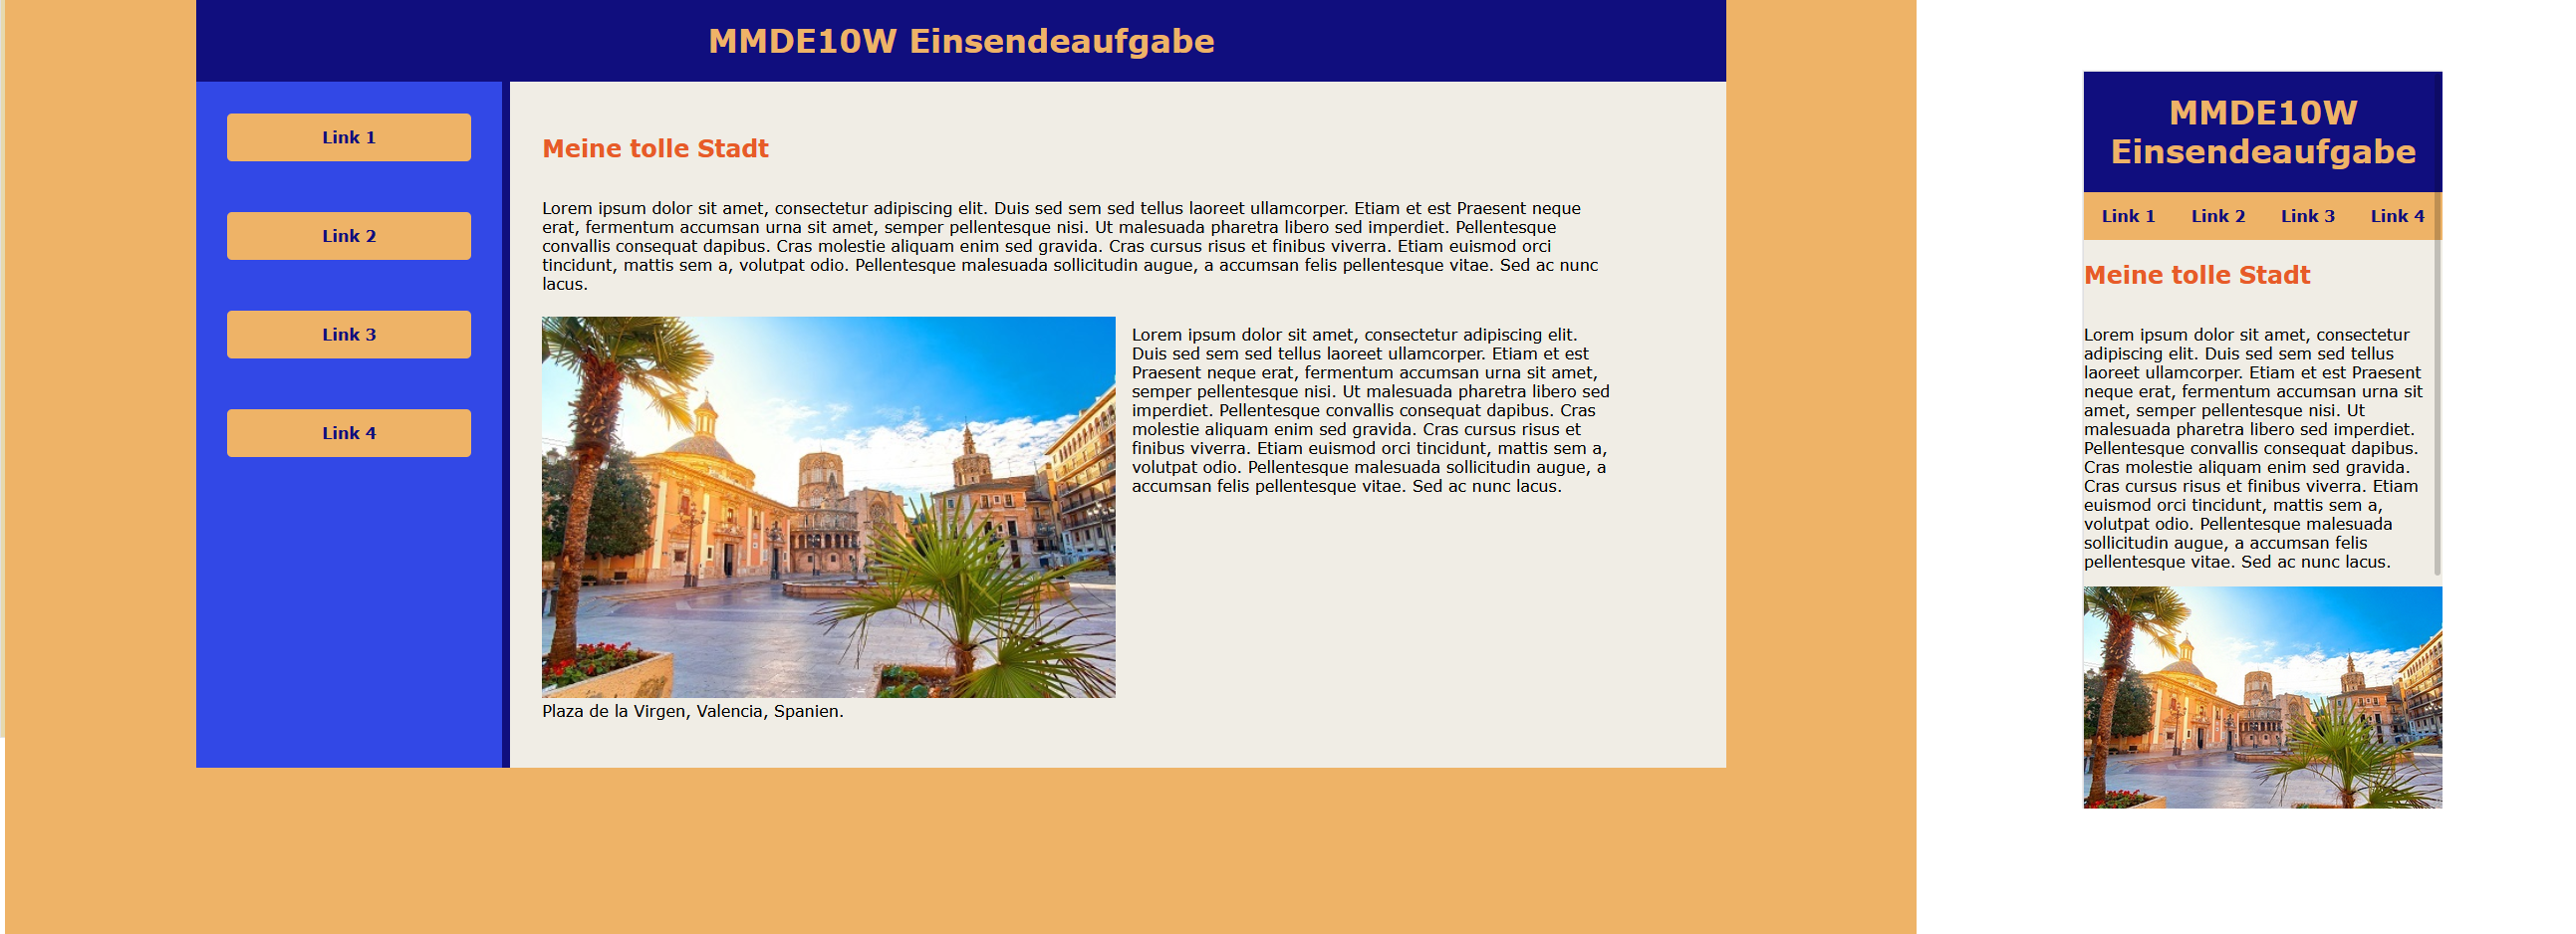 MMDE10W Einsendeaufgabe
Link 1
Link 2
Link 3
Link 4
Meine tolle Stadt
Lorem ipsum dolor sit amet, consectetur adipiscing elit. Duis sed sem sed tellus laoreet ullamcorper. Etiam et est Praesent neque
erat, fermentum accumsan urna sit amet, semper pellentesque nisi. Ut malesuada pharetra libero sed imperdiet. Pellentesque
convallis consequat dapibus. Cras molestie aliquam enim sed gravida. Cras cursus risus et finibus viverra. Etiam euismod orci
tincidunt, mattis sem a, volutpat odio. Pellentesque malesuada sollicitudin augue, a accumsan felis pellentesque vitae. Sed ac nunc
lacus.
Lorem ipsum dolor sit amet, consectetur adipiscing elit.
Duis sed sem sed tellus laoreet ullamcorper. Etiam et est
Praesent neque erat, fermentum accumsan urna sit amet,
semper pellentesque nisi. Ut malesuada pharetra libero sed
imperdiet. Pellentesque convallis consequat dapibus. Cras
molestie aliquam enim sed gravida. Cras cursus risus et
finibus viverra. Etiam euismod orci tincidunt, mattis sem a,
volutpat odio. Pellentesque malesuada sollicitudin augue, a
accumsan felis pellentesque vitae. Sed ac nunc lacus.
Plaza de la Virgen, Valencia, Spanien.
MMDE10W
Einsendeaufgabe
Link 1 Link 2 Link 3 Link 4
Meine tolle Stadt
Lorem ipsum dolor sit amet, consectetur
adipiscing elit. Duis sed sem sed tellus
laoreet ullamcorper. Etiam et est Praesent
neque erat, fermentum accumsan urna sit
amet, semper pellentesque nisi. Ut
malesuada pharetra libero sed imperdiet.
Pellentesque convallis consequat dapibus.
Cras molestie aliquam enim sed gravida.
Cras cursus risus et finibus viverra. Etiam
euismod orci tincidunt, mattis sem a,
volutpat odio. Pellentesque malesuada
sollicitudin augue, a accumsan felis
pellentesque vitae. Sed ac nunc lacus.